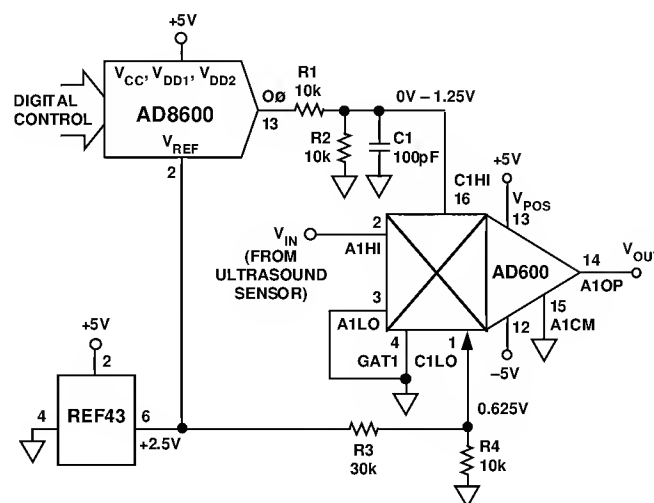 +5V
V_CC, V_DD1, V_DD2
DIGITAL
CONTROL
AD8600
V_REF
2
OØ
13
R1
10k
0V – 1.25V
R2
10k
C1
100pF
C1HI
16
+5V
V_POS
13
V_IN
(FROM
ULTRASOUND
SENSOR)
2
A1HI
AD600
14
A1OP
V_OUT
3
A1LO
4
GAT1
1
C1LO
12
–5V
15
A1CM
+5V
2
REF43
4
6
+2.5V
R3
30k
0.625V
R4
10k